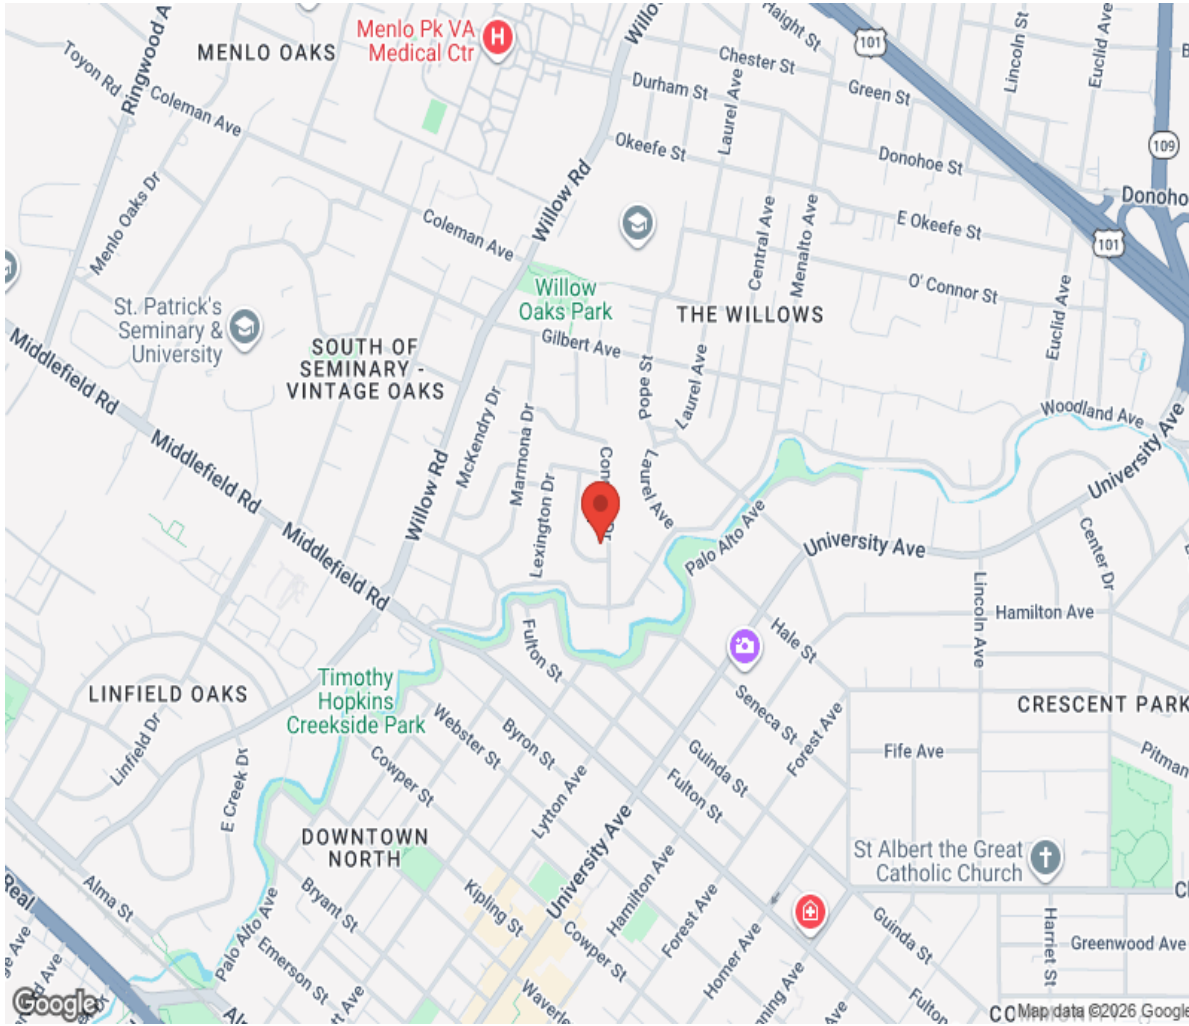 Ringwood A
Menlo Pk VA
Medical Ctr
Willow
Haight St
101
Lincoln St
Euclid Ave
MENLO OAKS
Toyon Rd
Coleman Ave
Chester St
Durham St
Laurel Ave
Green St
109
Okeefe St
Donohoe St
Donoho
Menlo Oaks Dr
Coleman Ave
Willow Rd
Central Ave
Menalto Ave
E Okeefe St
101
St. Patrick's
Seminary &
University
Willow
Oaks Park
THE WILLOWS
O' Connor St
Euclid Ave
Middlefield Rd
SOUTH OF
SEMINARY -
VINTAGE OAKS
Gilbert Ave
Pope St
Laurel Ave
McKendry Dr
Marmona Dr
Woodland Ave
University Ave
Middlefield Rd
Willow Rd
Lexington Dr
Laurel Ave
Middlefield Rd
Palo Alto Ave
University Ave
Center Dr
Lincoln Ave
Hamilton Ave
Fulton St
Hale St
Timothy
Hopkins
Creekside Park
LINFIELD OAKS
Linfield Dr
E Creek Dr
Webster St
Byron St
Seneca St
Forest Ave
CRESCENT PARK
Cowper St
Guinda St
Fife Ave
Pitman
Lytton Ave
Fulton St
DOWNTOWN
NORTH
University Ave
Hamilton Ave
St Albert the Great
Catholic Church
Real
Alma St
Bryant St
Kipling St
Forest Ave
Palo Alto Ave
Emerson St
Cowper St
Homer Ave
Guinda St
Harriet St
Greenwood Ave
Waverle
Fulton
Google
Map data ©2026 Google